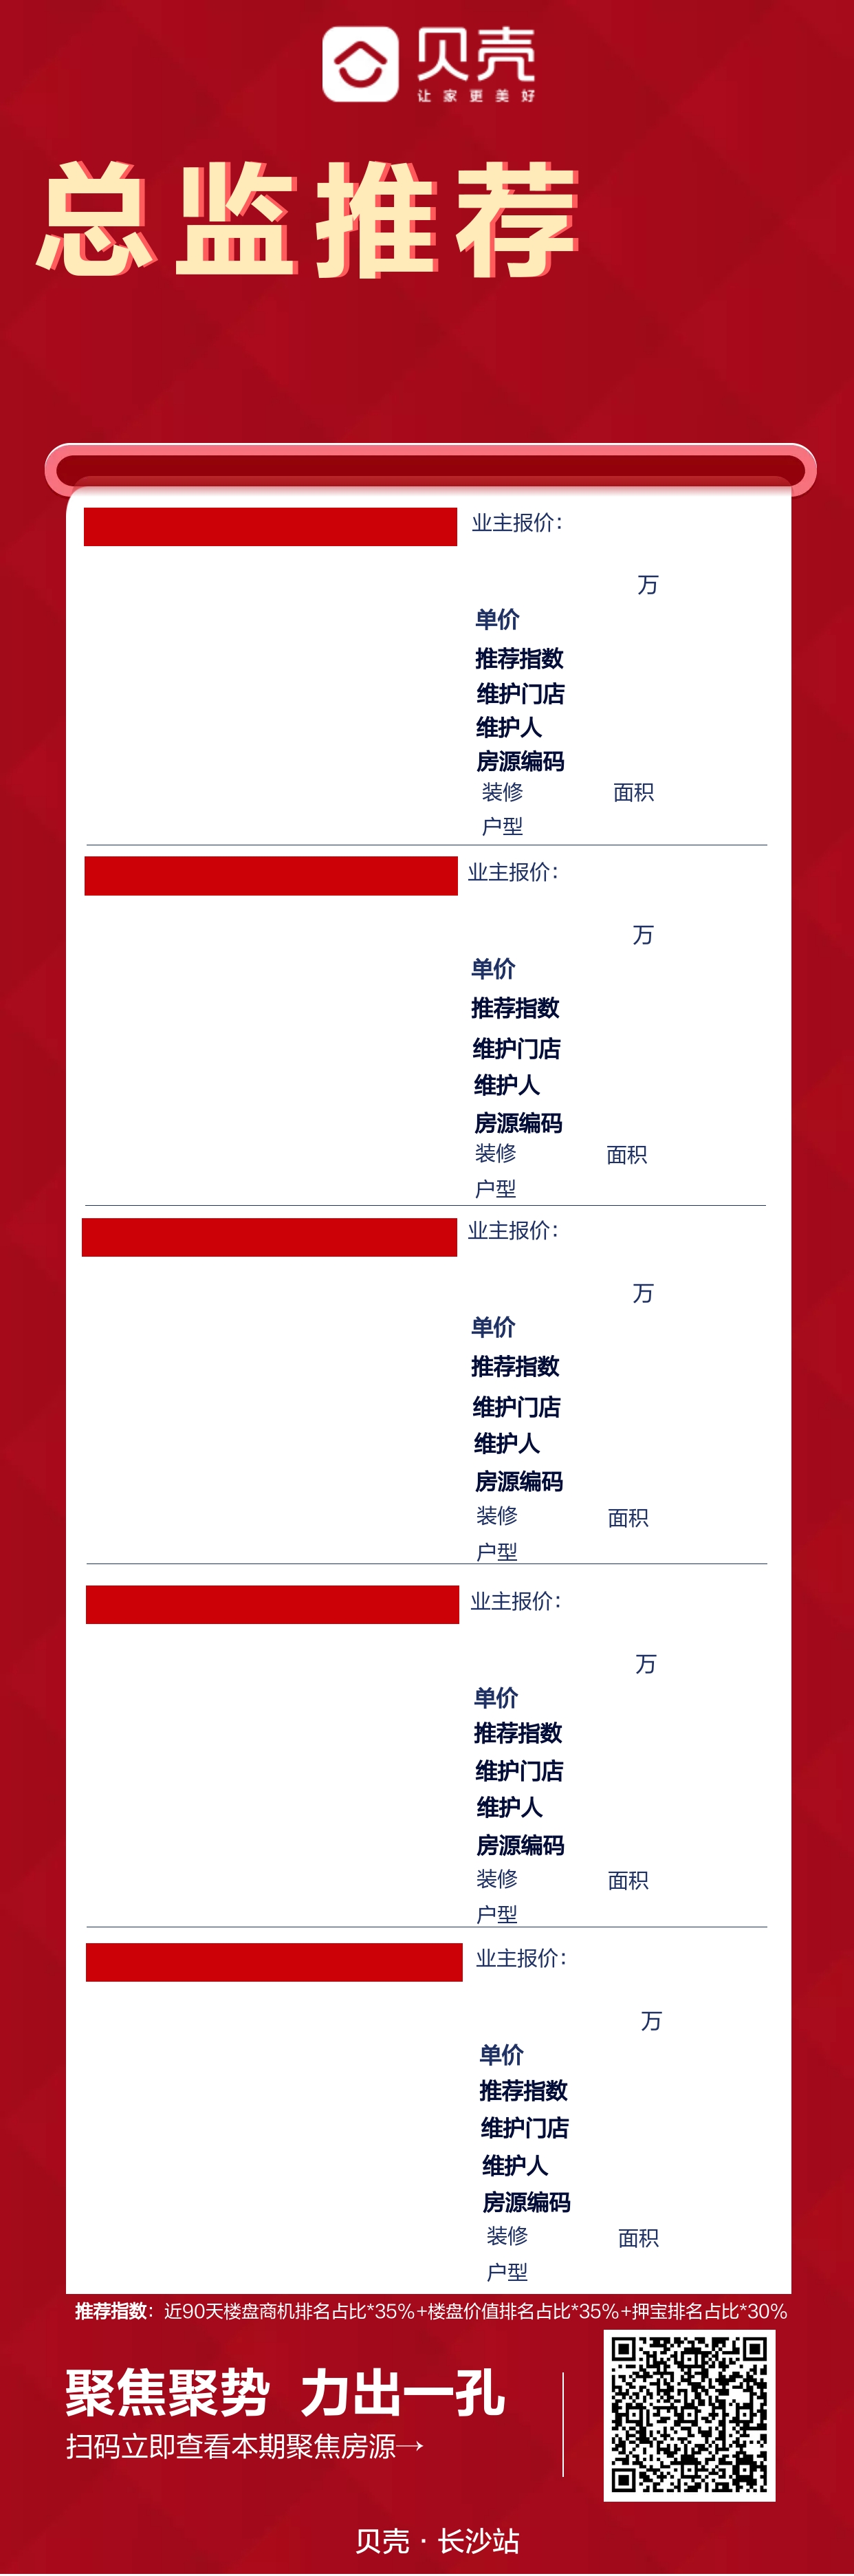 贝壳
让家更美好
总监推荐
业主报价:
万
单价
推荐指数
维护门店
维护人
房源编码
装修 面积
户型
业主报价:
万
单价
推荐指数
维护门店
维护人
房源编码
装修 面积
户型
业主报价:
万
单价
推荐指数
维护门店
维护人
房源编码
装修 面积
户型
业主报价:
万
单价
推荐指数
维护门店
维护人
房源编码
装修 面积
户型
业主报价:
万
单价
推荐指数
维护门店
维护人
房源编码
装修 面积
户型
推荐指数：近90天楼盘商机排名占比*35%+楼盘价值排名占比*35%+押宝排名占比*30%
聚焦聚势 力出一孔
扫码立即查看本期聚焦房源→
贝壳 · 长沙站